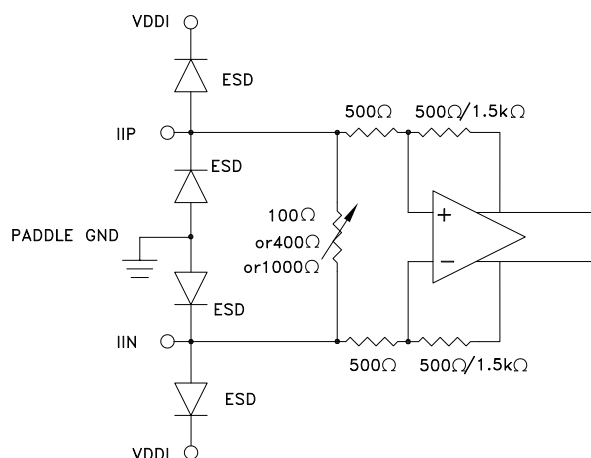 VDDI
ESD
500Ω
500Ω/1.5kΩ
IIP
ESD
100Ω
or400Ω
or1000Ω
+
PADDLE GND
−
ESD
IIN
500Ω
500Ω/1.5kΩ
ESD
VDDI